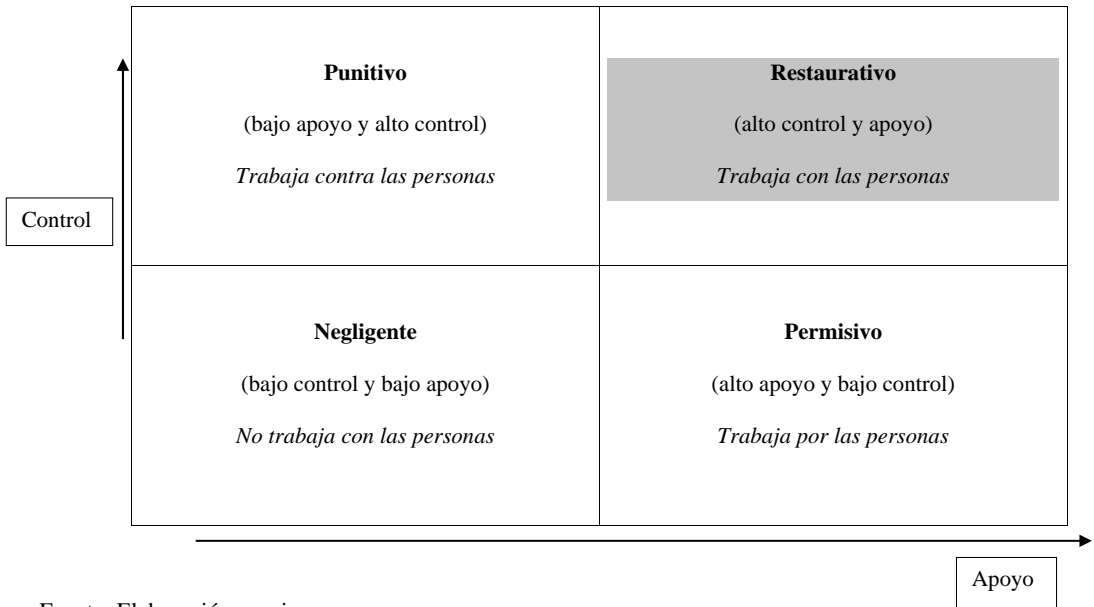 Punitivo
(bajo apoyo y alto control)
Trabaja contra las personas
Restaurativo
(alto control y apoyo)
Trabaja con las personas
Control
Negligente
(bajo control y bajo apoyo)
No trabaja con las personas
Permisivo
(alto apoyo y bajo control)
Trabaja por las personas
Apoyo